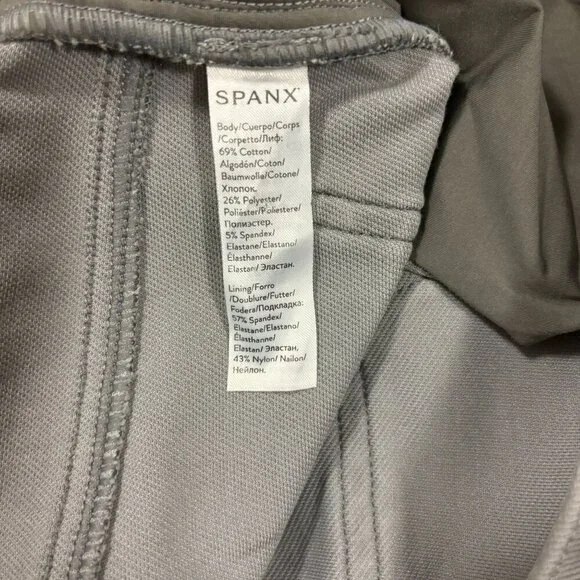 SPANX®
Body/Cuerpo/Corps
/Corpetto/Лиф:
69% Cotton/
Algodón/Coton/
Baumwolle/Cotone/
Хлопок.
26% Polyester/
Poliéster/Poliestere/
Полиэстер.
5% Spandex/
Elastane/Elastano/
Élasthanne/
Elastan/ Эластан.
Lining/Forro
/Doublure/Futter/
Fodera/Подкладка:
57% Spandex/
Elastane/Elastano/
Élasthanne/
Elastan/ Эластан,
43% Nylon/ Nailon/
Нейлон.